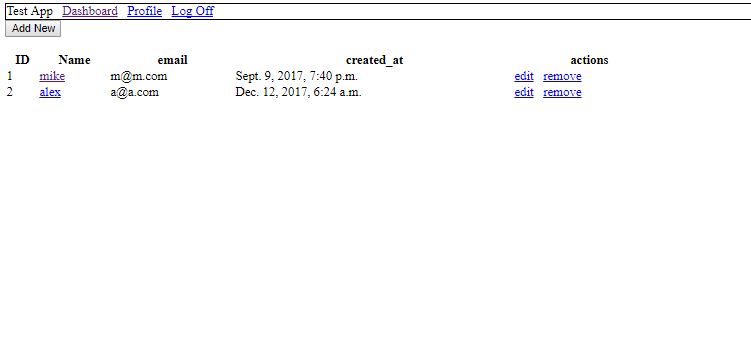 Test App Dashboard Profile Log Off
Add New
ID Name email created_at actions
1 mike m@m.com Sept. 9, 2017, 7:40 p.m. edit remove
2 alex a@a.com Dec. 12, 2017, 6:24 a.m. edit remove